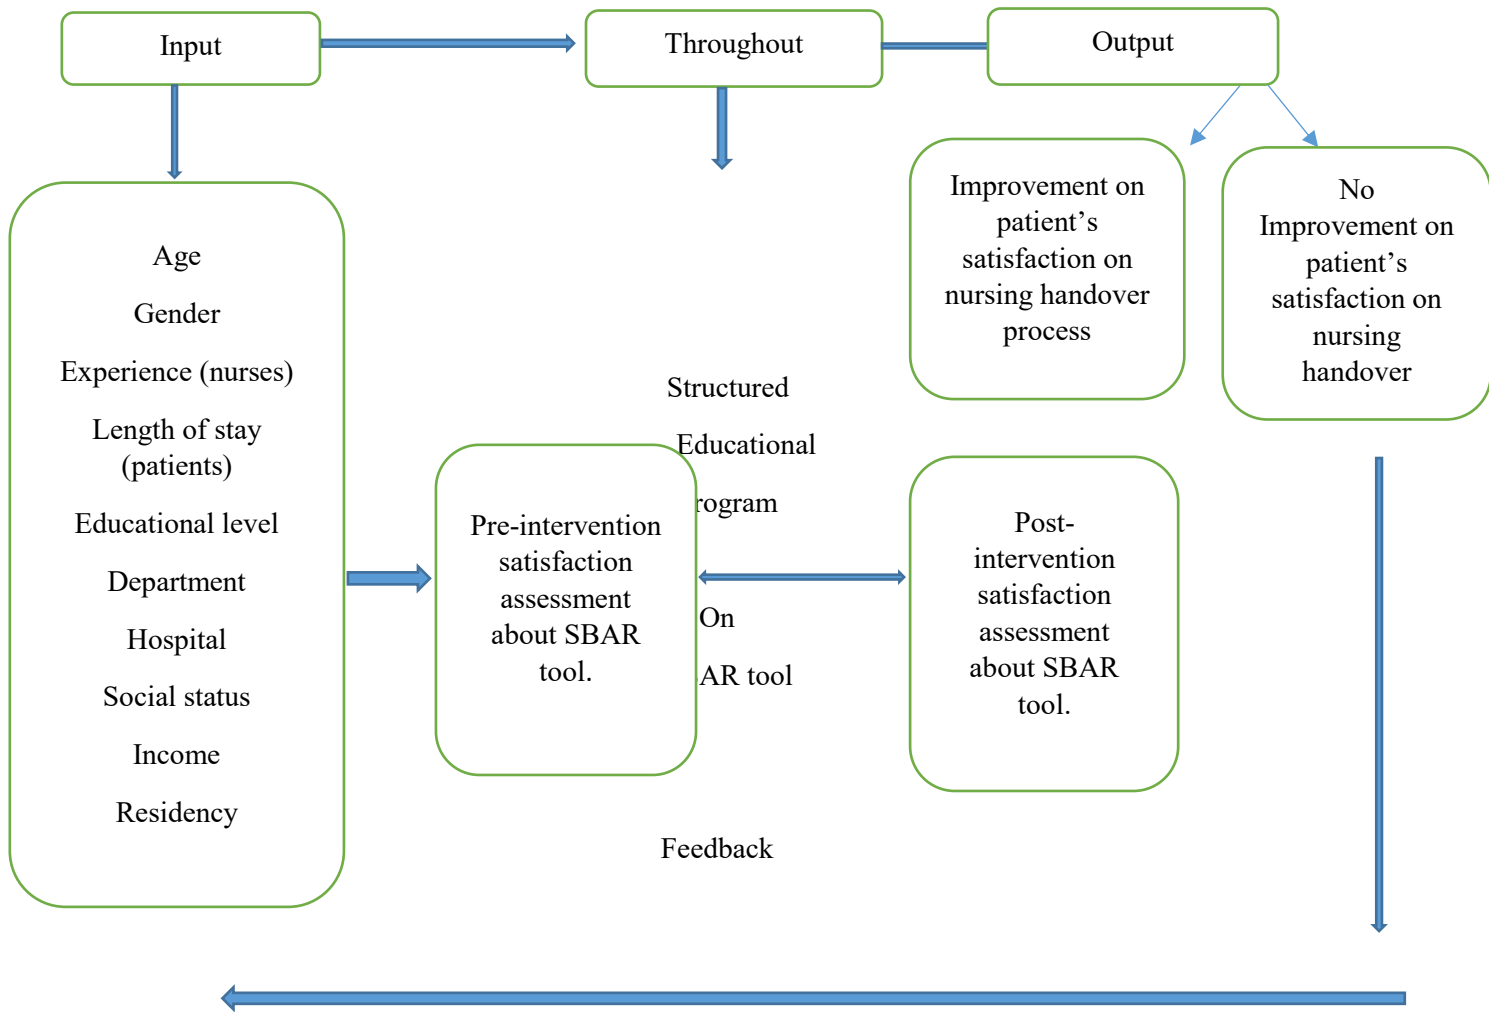 Input
Throughout
Output
Age
Gender
Experience (nurses)
Length of stay
(patients)
Educational level
Department
Hospital
Social status
Income
Residency
Pre-intervention
satisfaction
assessment
about SBAR
tool.
Structured
Educational
rogram
On
AR tool
Feedback
Improvement on
patient’s
satisfaction on
nursing handover
process
No
Improvement on
patient’s
satisfaction on
nursing
handover
Post-
intervention
satisfaction
assessment
about SBAR
tool.